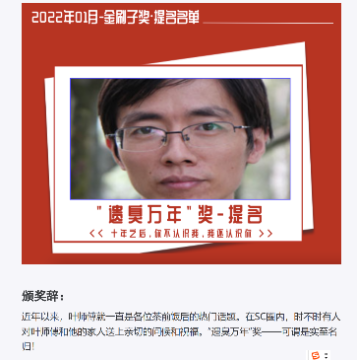 2022年01月-金刷子奖·提名名单
"遗臭万年"奖-提名
<< 十年之后,你不认识我,我还认识你 >>
颁奖辞：
近年以来，叶师傅就一直是各位茶前饭后的热门话题。在SC圈内，时不时有人
对叶师傅和他的家人送上亲切的问候和祝福。"遗臭万年"奖——可谓是实至名
归!